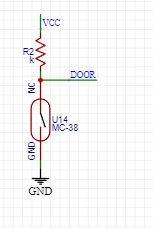 VCC
R2
k
DOOR
NC
U14
MC-38
GND
GND